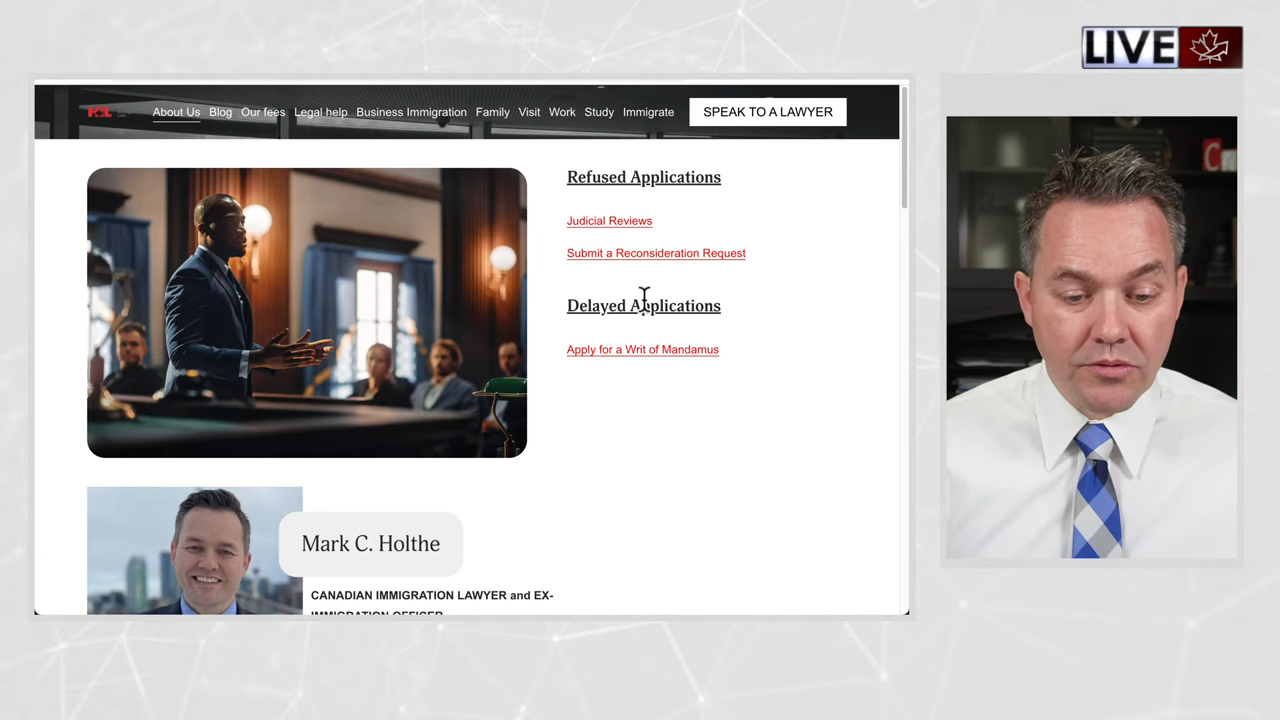 LIVE
About Us Blog Our fees Legal help Business Immigration Family Visit Work Study Immigrate SPEAK TO A LAWYER
Refused Applications
Judicial Reviews
Submit a Reconsideration Request
Delayed Applications
Apply for a Writ of Mandamus
Mark C. Holthe
CANADIAN IMMIGRATION LAWYER and EX-
IMMIGRATION OFFICER